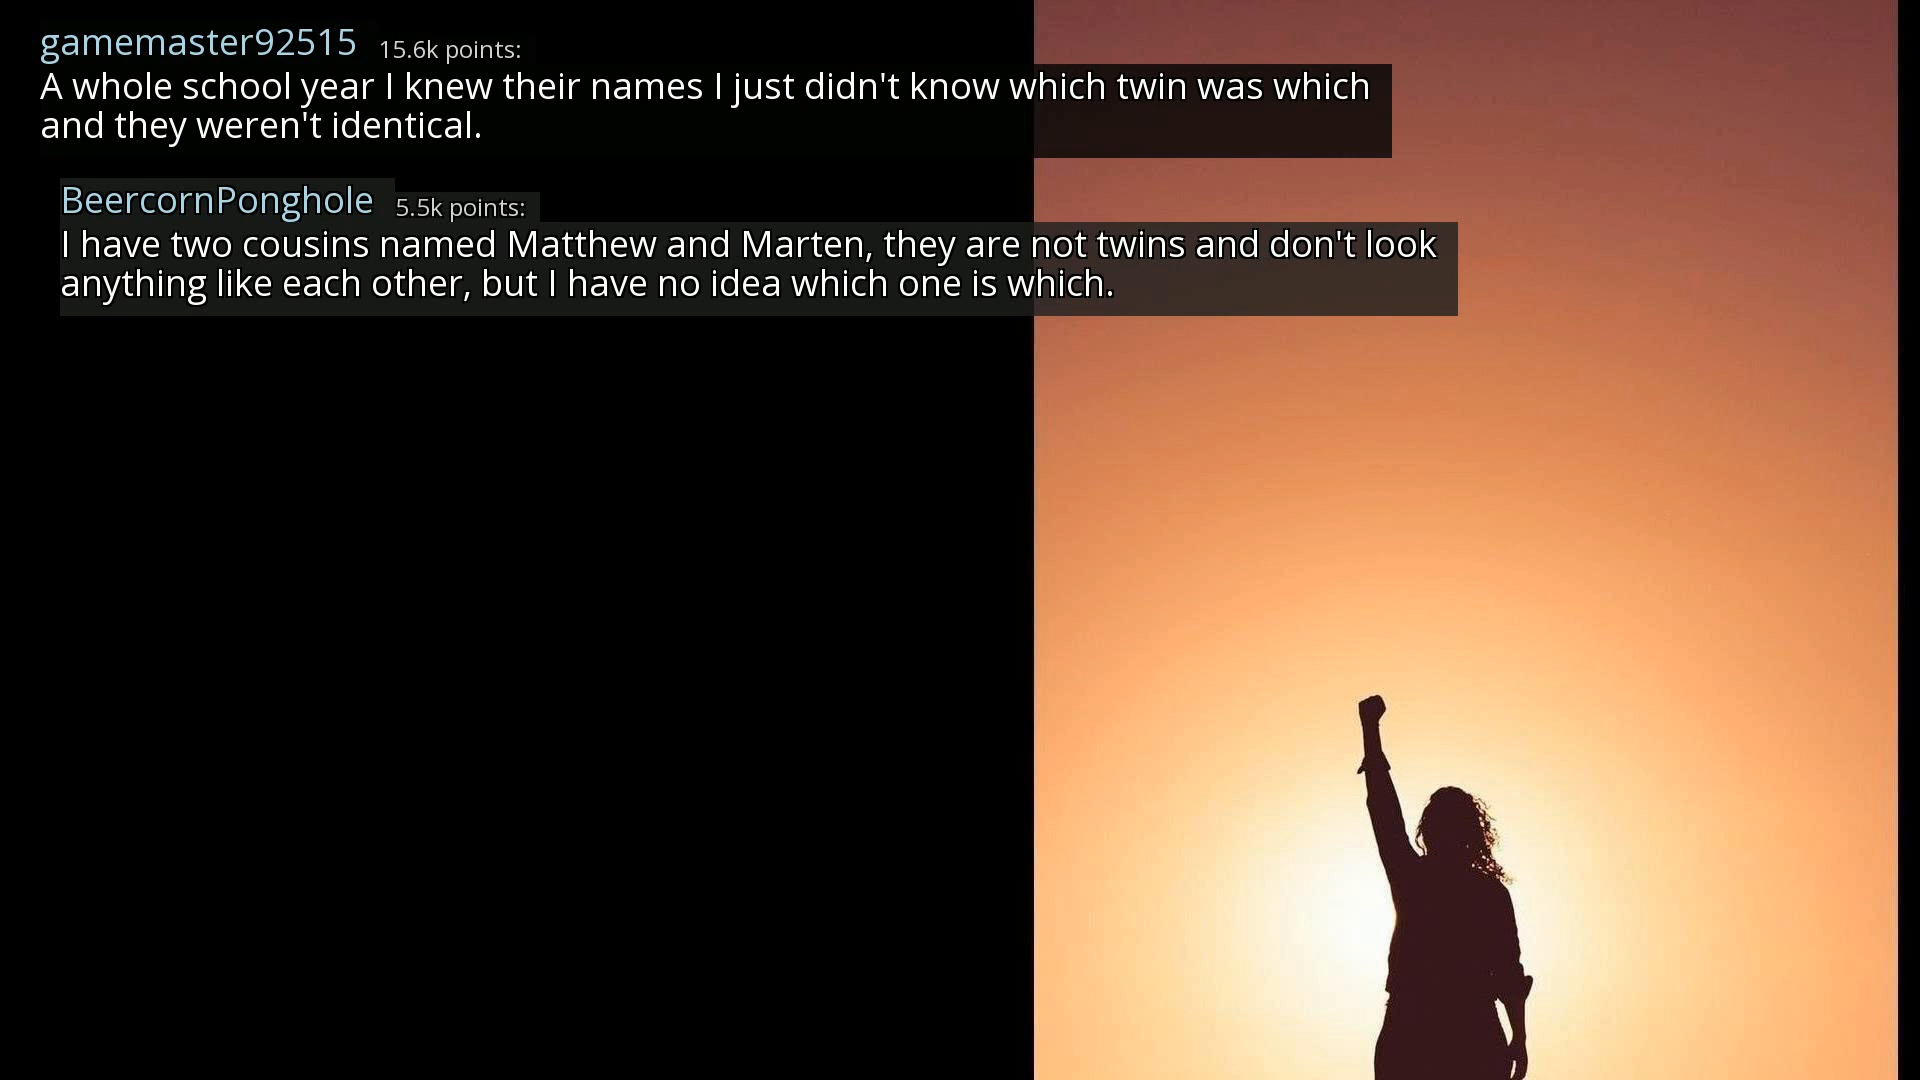 gamemaster92515 15.6k points:
A whole school year I knew their names I just didn't know which twin was which
and they weren't identical.
BeercornPonghole 5.5k points:
I have two cousins named Matthew and Marten, they are not twins and don't look
anything like each other, but I have no idea which one is which.